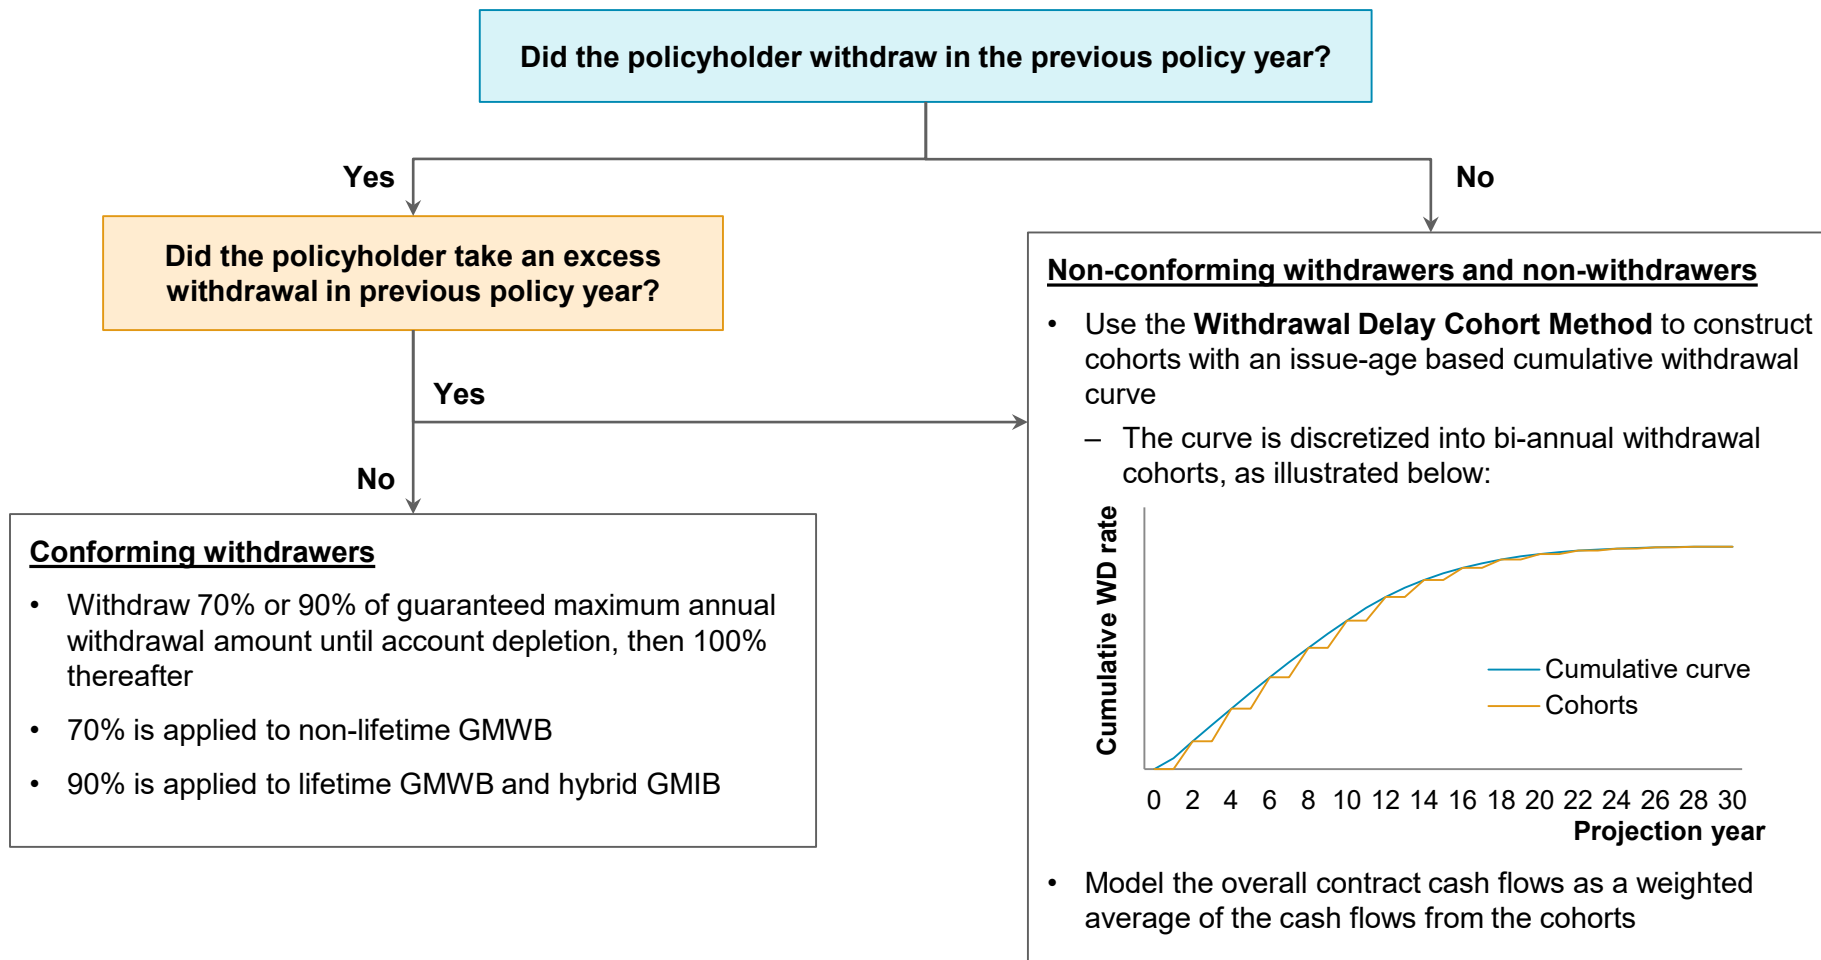 Did the policyholder withdraw in the previous policy year?
Yes
No
Did the policyholder take an excess
withdrawal in previous policy year?
Yes
No
Conforming withdrawers
• Withdraw 70% or 90% of guaranteed maximum annual
withdrawal amount until account depletion, then 100%
thereafter
• 70% is applied to non-lifetime GMWB
• 90% is applied to lifetime GMWB and hybrid GMIB
Non-conforming withdrawers and non-withdrawers
• Use the Withdrawal Delay Cohort Method to construct
cohorts with an issue-age based cumulative withdrawal
curve
– The curve is discretized into bi-annual withdrawal
cohorts, as illustrated below:
Cumulative WD rate
Cumulative curve
Cohorts
0 2 4 6 8 10 12 14 16 18 20 22 24 26 28 30
Projection year
• Model the overall contract cash flows as a weighted
average of the cash flows from the cohorts